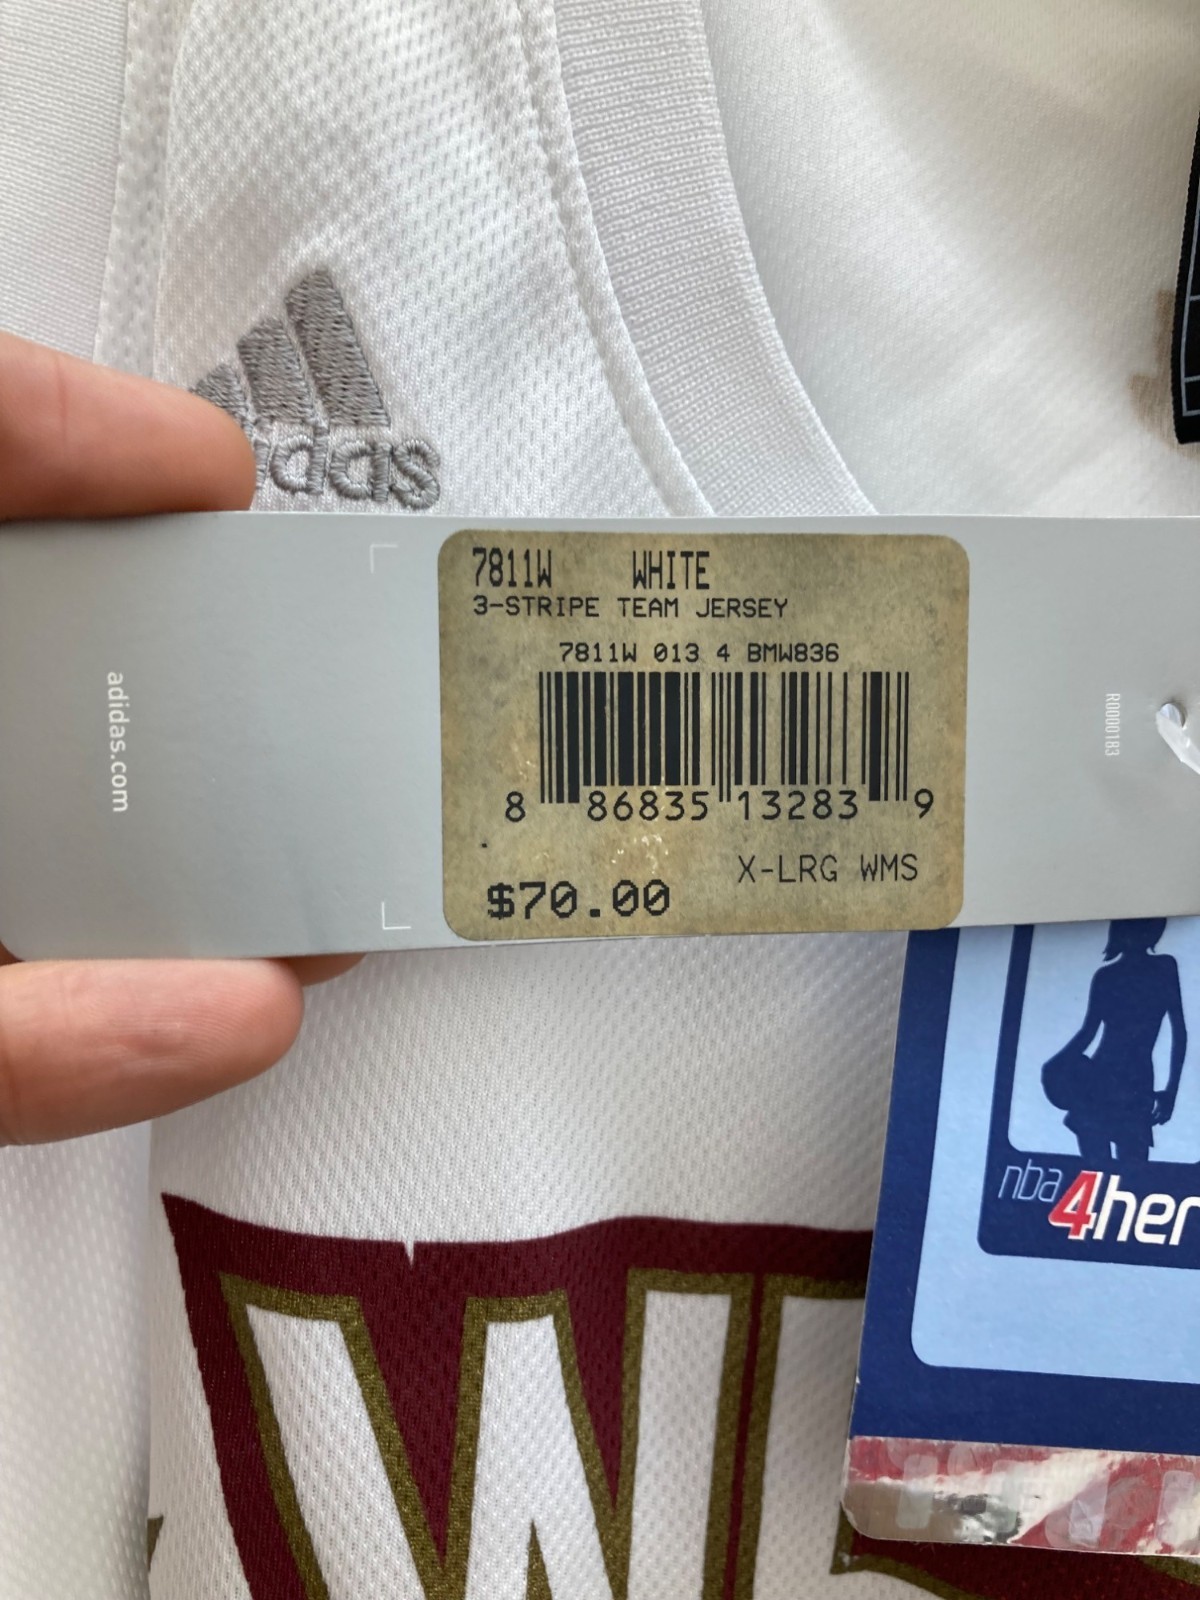 adidas
adidas.com
7811W WHITE
3-STRIPE TEAM JERSEY
7811W 013 4 BMW836
8 86835 13283 9
X-LRG WMS
$70.00
R0000183
nba4her
W